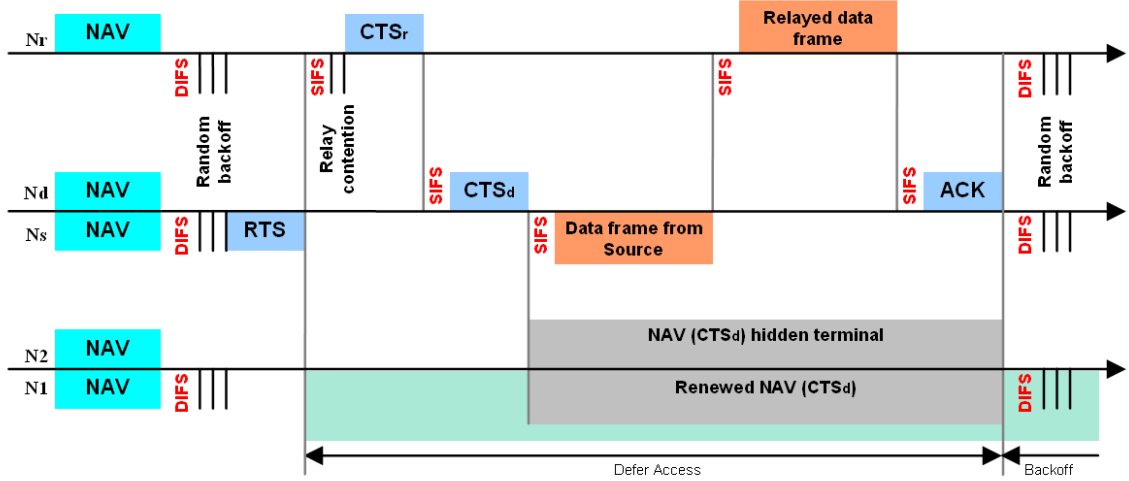 Nr NAV CTSr Relayed data frame
DIFS SIFS SIFS DIFS
Random backoff
Relay contention
Random backoff
Nd NAV SIFS CTSd SIFS ACK
Ns NAV DIFS RTS SIFS Data frame from Source DIFS
N2 NAV NAV (CTSd) hidden terminal
N1 NAV DIFS Renewed NAV (CTSd) DIFS
Defer Access Backoff